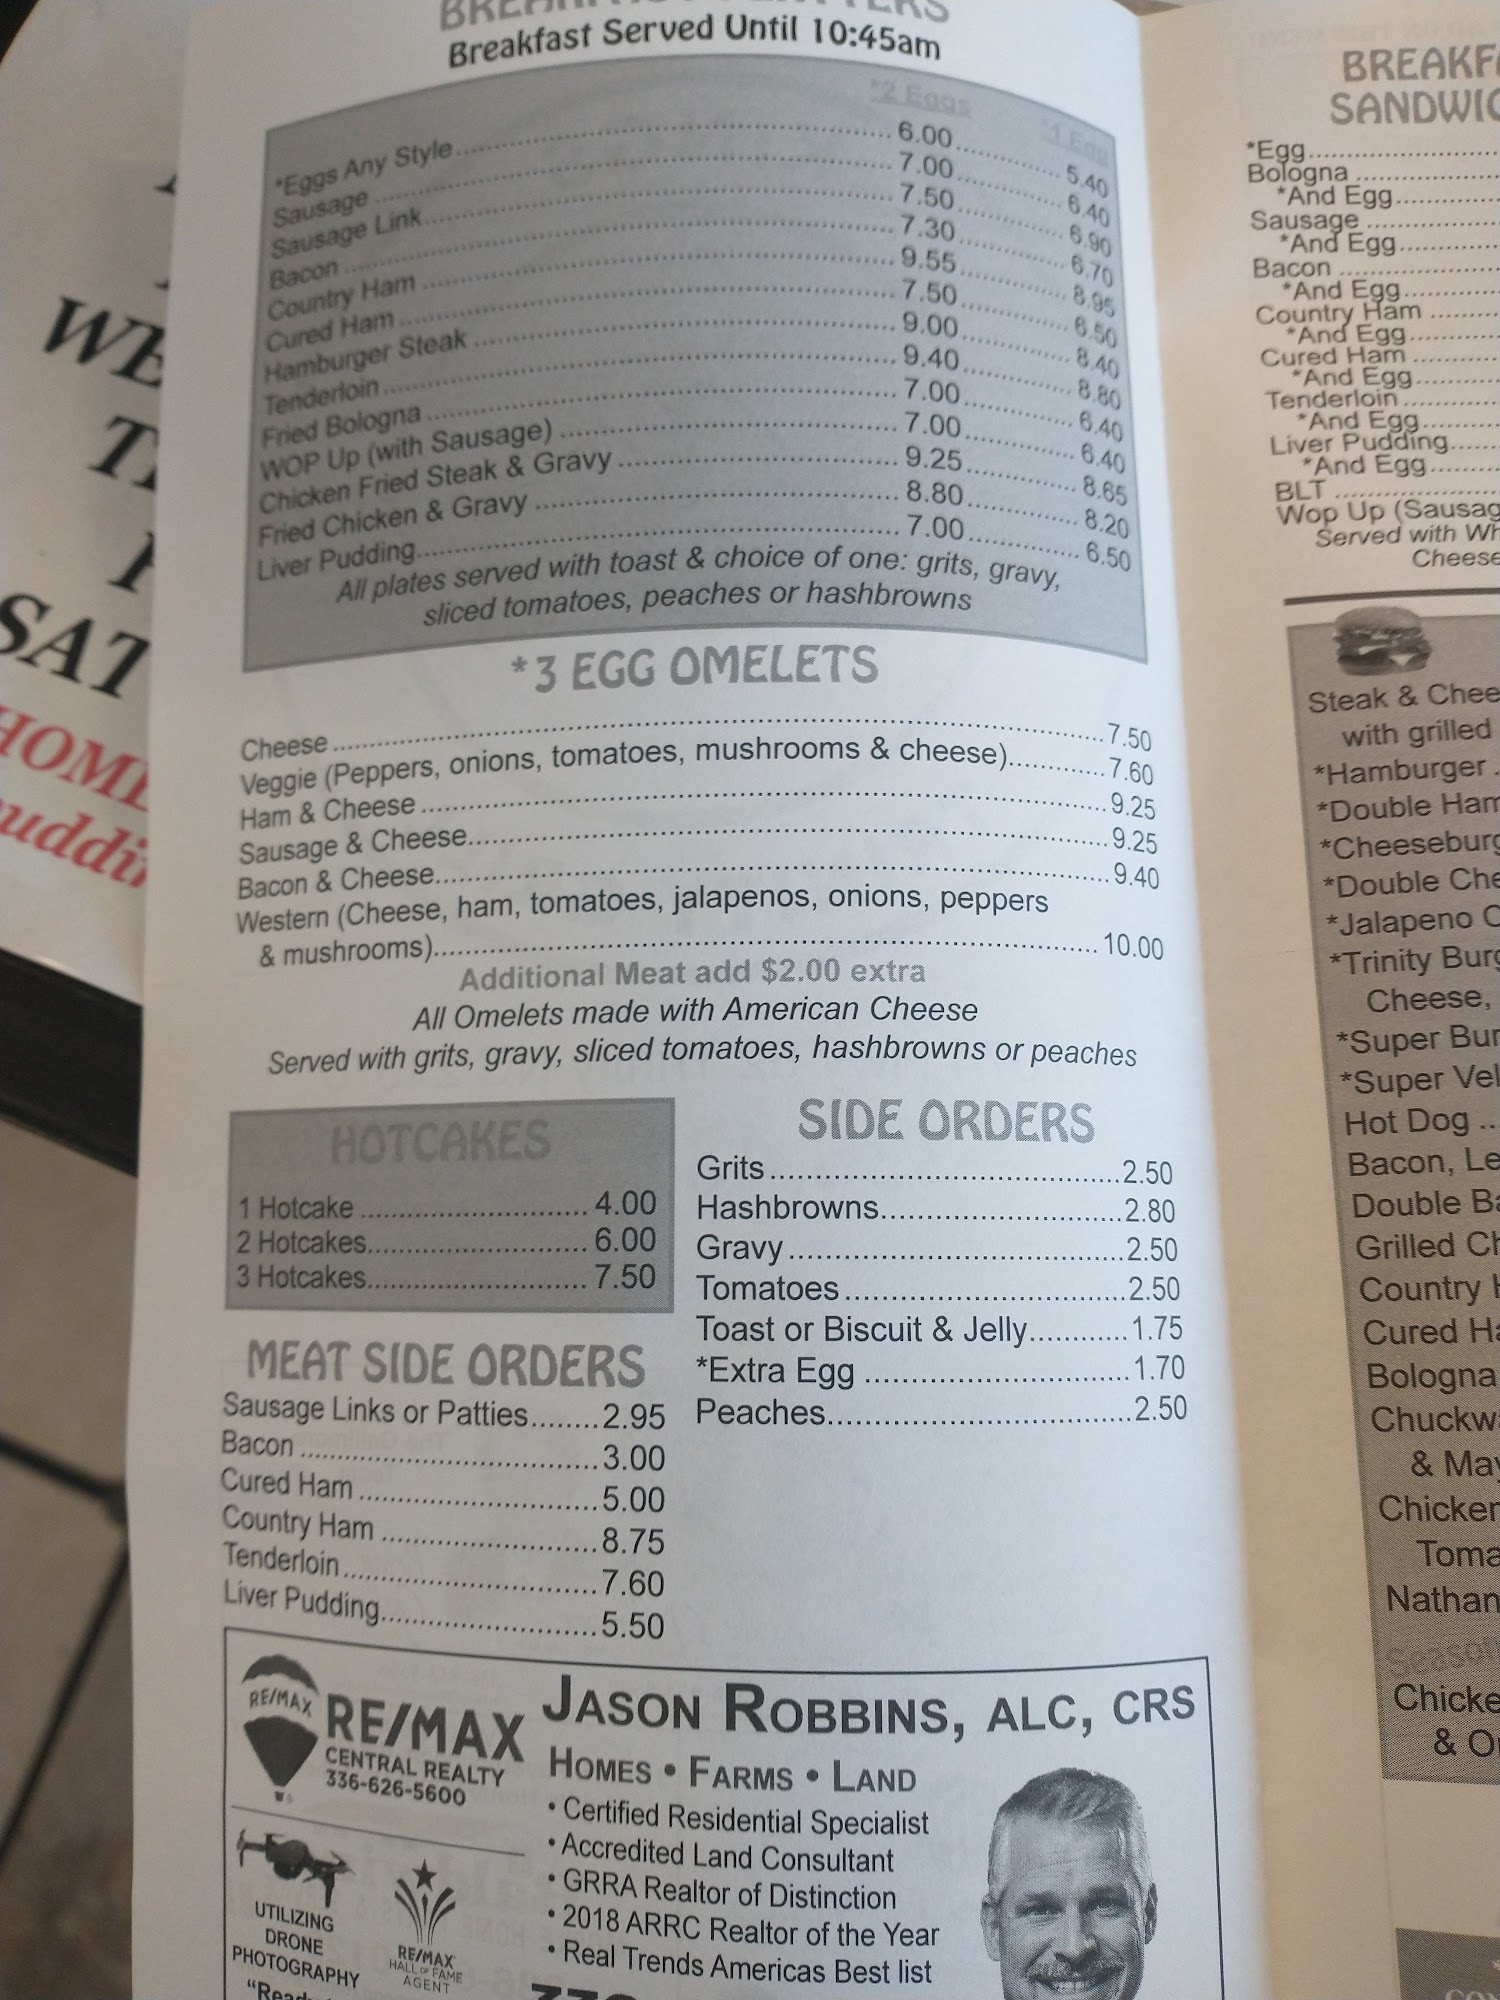 Breakfast Served Until 10:45am
*2 Eggs *1 Egg
*Eggs Any Style 6.00 5.40
Sausage 7.00 6.40
Sausage Link 7.50 6.90
Bacon 7.30 6.70
Country Ham 9.55 8.95
Cured Ham 7.50 6.50
Hamburger Steak 9.00 8.40
Tenderloin 9.40 8.80
Fried Bologna 7.00 6.40
WOP Up (with Sausage) 7.00 6.40
Chicken Fried Steak & Gravy 9.25 8.65
Fried Chicken & Gravy 8.80 8.20
Liver Pudding 7.00 6.50
All plates served with toast & choice of one: grits, gravy,
sliced tomatoes, peaches or hashbrowns
*3 EGG OMELETS
Cheese 7.50
Veggie (Peppers, onions, tomatoes, mushrooms & cheese) 7.60
Ham & Cheese 9.25
Sausage & Cheese 9.25
Bacon & Cheese 9.40
Western (Cheese, ham, tomatoes, jalapenos, onions, peppers
& mushrooms) 10.00
Additional Meat add $2.00 extra
All Omelets made with American Cheese
Served with grits, gravy, sliced tomatoes, hashbrowns or peaches
HOTCAKES
1 Hotcake 4.00
2 Hotcakes 6.00
3 Hotcakes 7.50
MEAT SIDE ORDERS
Sausage Links or Patties 2.95
Bacon 3.00
Cured Ham 5.00
Country Ham 8.75
Tenderloin 7.60
Liver Pudding 5.50
SIDE ORDERS
Grits 2.50
Hashbrowns 2.80
Gravy 2.50
Tomatoes 2.50
Toast or Biscuit & Jelly 1.75
*Extra Egg 1.70
Peaches 2.50
RE/MAX
RE/MAX
CENTRAL REALTY
336-626-5600
UTILIZING
DRONE
PHOTOGRAPHY
RE/MAX
HALL OF FAME
AGENT
JASON ROBBINS, ALC, CRS
HOMES • FARMS • LAND
• Certified Residential Specialist
• Accredited Land Consultant
• GRRA Realtor of Distinction
• 2018 ARRC Realtor of the Year
• Real Trends Americas Best list
BREAKF
SANDWIC
*Egg
Bologna
*And Egg
Sausage
*And Egg
Bacon
*And Egg
Country Ham
*And Egg
Cured Ham
*And Egg
Tenderloin
*And Egg
Liver Pudding
*And Egg
BLT
Wop Up (Sausag
Served with Wh
Cheese
Steak & Chee
with grilled
*Hamburger
*Double Ham
*Cheeseburg
*Double Che
*Jalapeno C
*Trinity Burg
Cheese,
*Super Bur
*Super Vel
Hot Dog
Bacon, Le
Double Ba
Grilled Ch
Country H
Cured Ha
Bologna
Chuckwa
& May
Chicken
Toma
Nathan
Chicke
& O
WE
SAT
HOME